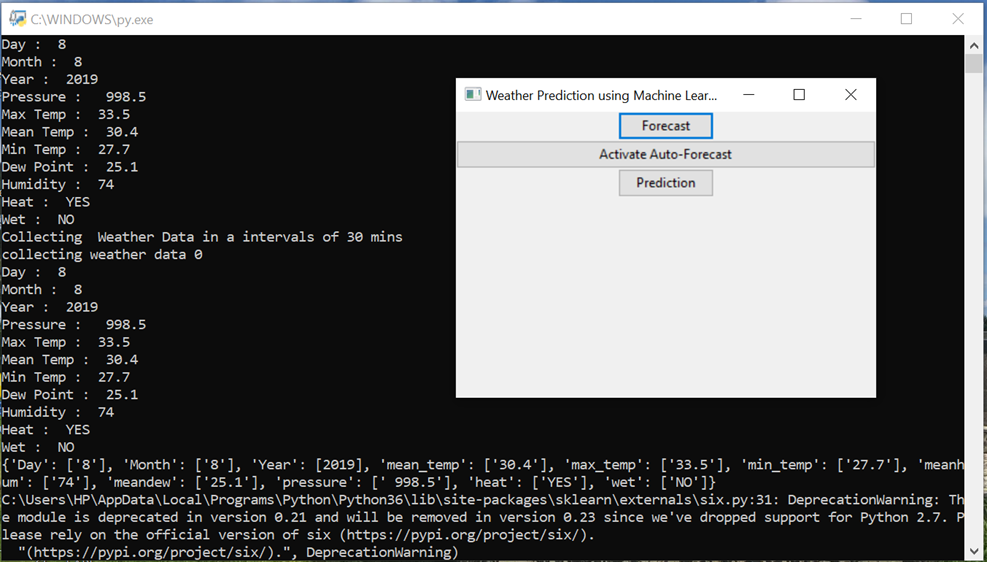 C:\WINDOWS\py.exe
Day :  8
Month :  8
Year :  2019
Pressure :   998.5
Max Temp :  33.5
Mean Temp :  30.4
Min Temp :  27.7
Dew Point :  25.1
Humidity :  74
Heat :  YES
Wet :  NO
Collecting  Weather Data in a intervals of 30 mins
collecting weather data 0
Day :  8
Month :  8
Year :  2019
Pressure :   998.5
Max Temp :  33.5
Mean Temp :  30.4
Min Temp :  27.7
Dew Point :  25.1
Humidity :  74
Heat :  YES
Wet :  NO
{'Day': ['8'], 'Month': ['8'], 'Year': [2019], 'mean_temp': ['30.4'], 'max_temp': ['33.5'], 'min_temp': ['27.7'], 'meanh
um': ['74'], 'meandew': ['25.1'], 'pressure': [' 998.5'], 'heat': ['YES'], 'wet': ['NO']}
C:\Users\HP\AppData\Local\Programs\Python\Python36\lib\site-packages\sklearn\externals\six.py:31: DeprecationWarning: Th
e module is deprecated in version 0.21 and will be removed in version 0.23 since we've dropped support for Python 2.7. P
lease rely on the official version of six (https://pypi.org/project/six/).
  "(https://pypi.org/project/six/).", DeprecationWarning)
Weather Prediction using Machine Lear...
Forecast
Activate Auto-Forecast
Prediction